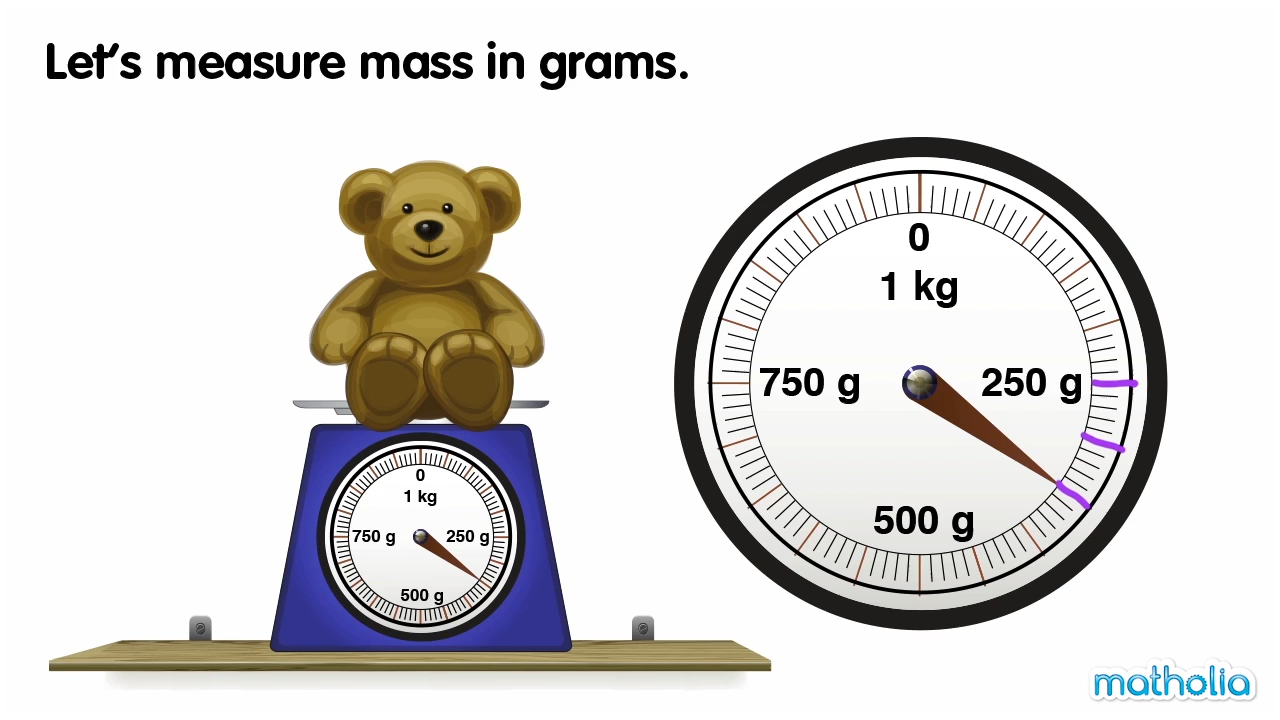 Let's measure mass in grams.
0
1 kg
750 g
250 g
500 g
0
1 kg
750 g
250 g
500 g
matholia